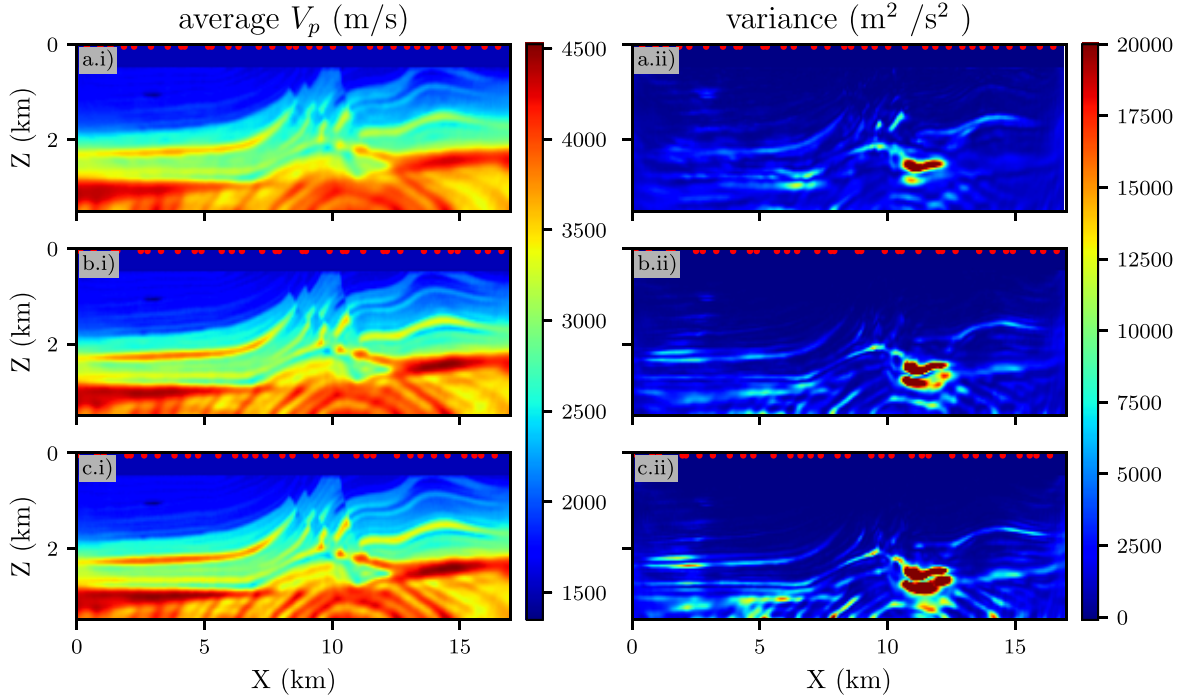 average V_p (m/s)
variance (m² /s² )
0
2
Z (km)
a.i)
a.ii)
0
2
Z (km)
b.i)
b.ii)
0
2
Z (km)
c.i)
c.ii)
0 5 10 15
X (km)
0 5 10 15
X (km)
4500
4000
3500
3000
2500
2000
1500
20000
17500
15000
12500
10000
7500
5000
2500
0